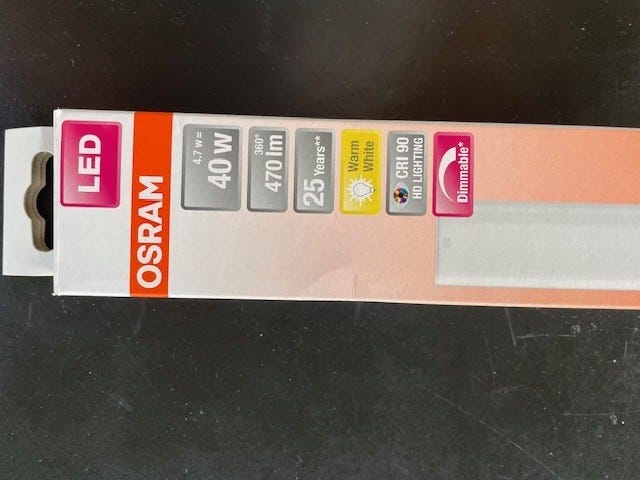 LED
OSRAM
4.7 w =
40 W
360°
470 lm
25 Years**
Warm
White
CRI 90
HD LIGHTING
Dimmable*